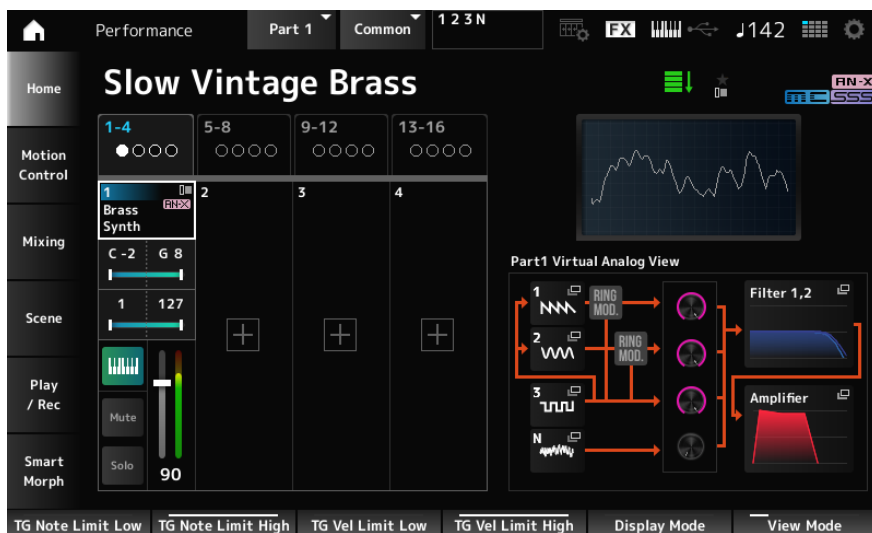 Performance
Part 1
Common
1 2 3 N
FX
142
Home
Slow Vintage Brass
AN-X
MC SSS
Motion
Control
1-4
5-8
9-12
13-16
1
AN-X
Brass
Synth
2
3
4
Mixing
C -2
G 8
1
127
Scene
Play
/ Rec
Mute
Solo
90
Smart
Morph
Part1 Virtual Analog View
1
RING
MOD.
2
RING
MOD.
3
N
Filter 1,2
Amplifier
TG Note Limit Low
TG Note Limit High
TG Vel Limit Low
TG Vel Limit High
Display Mode
View Mode